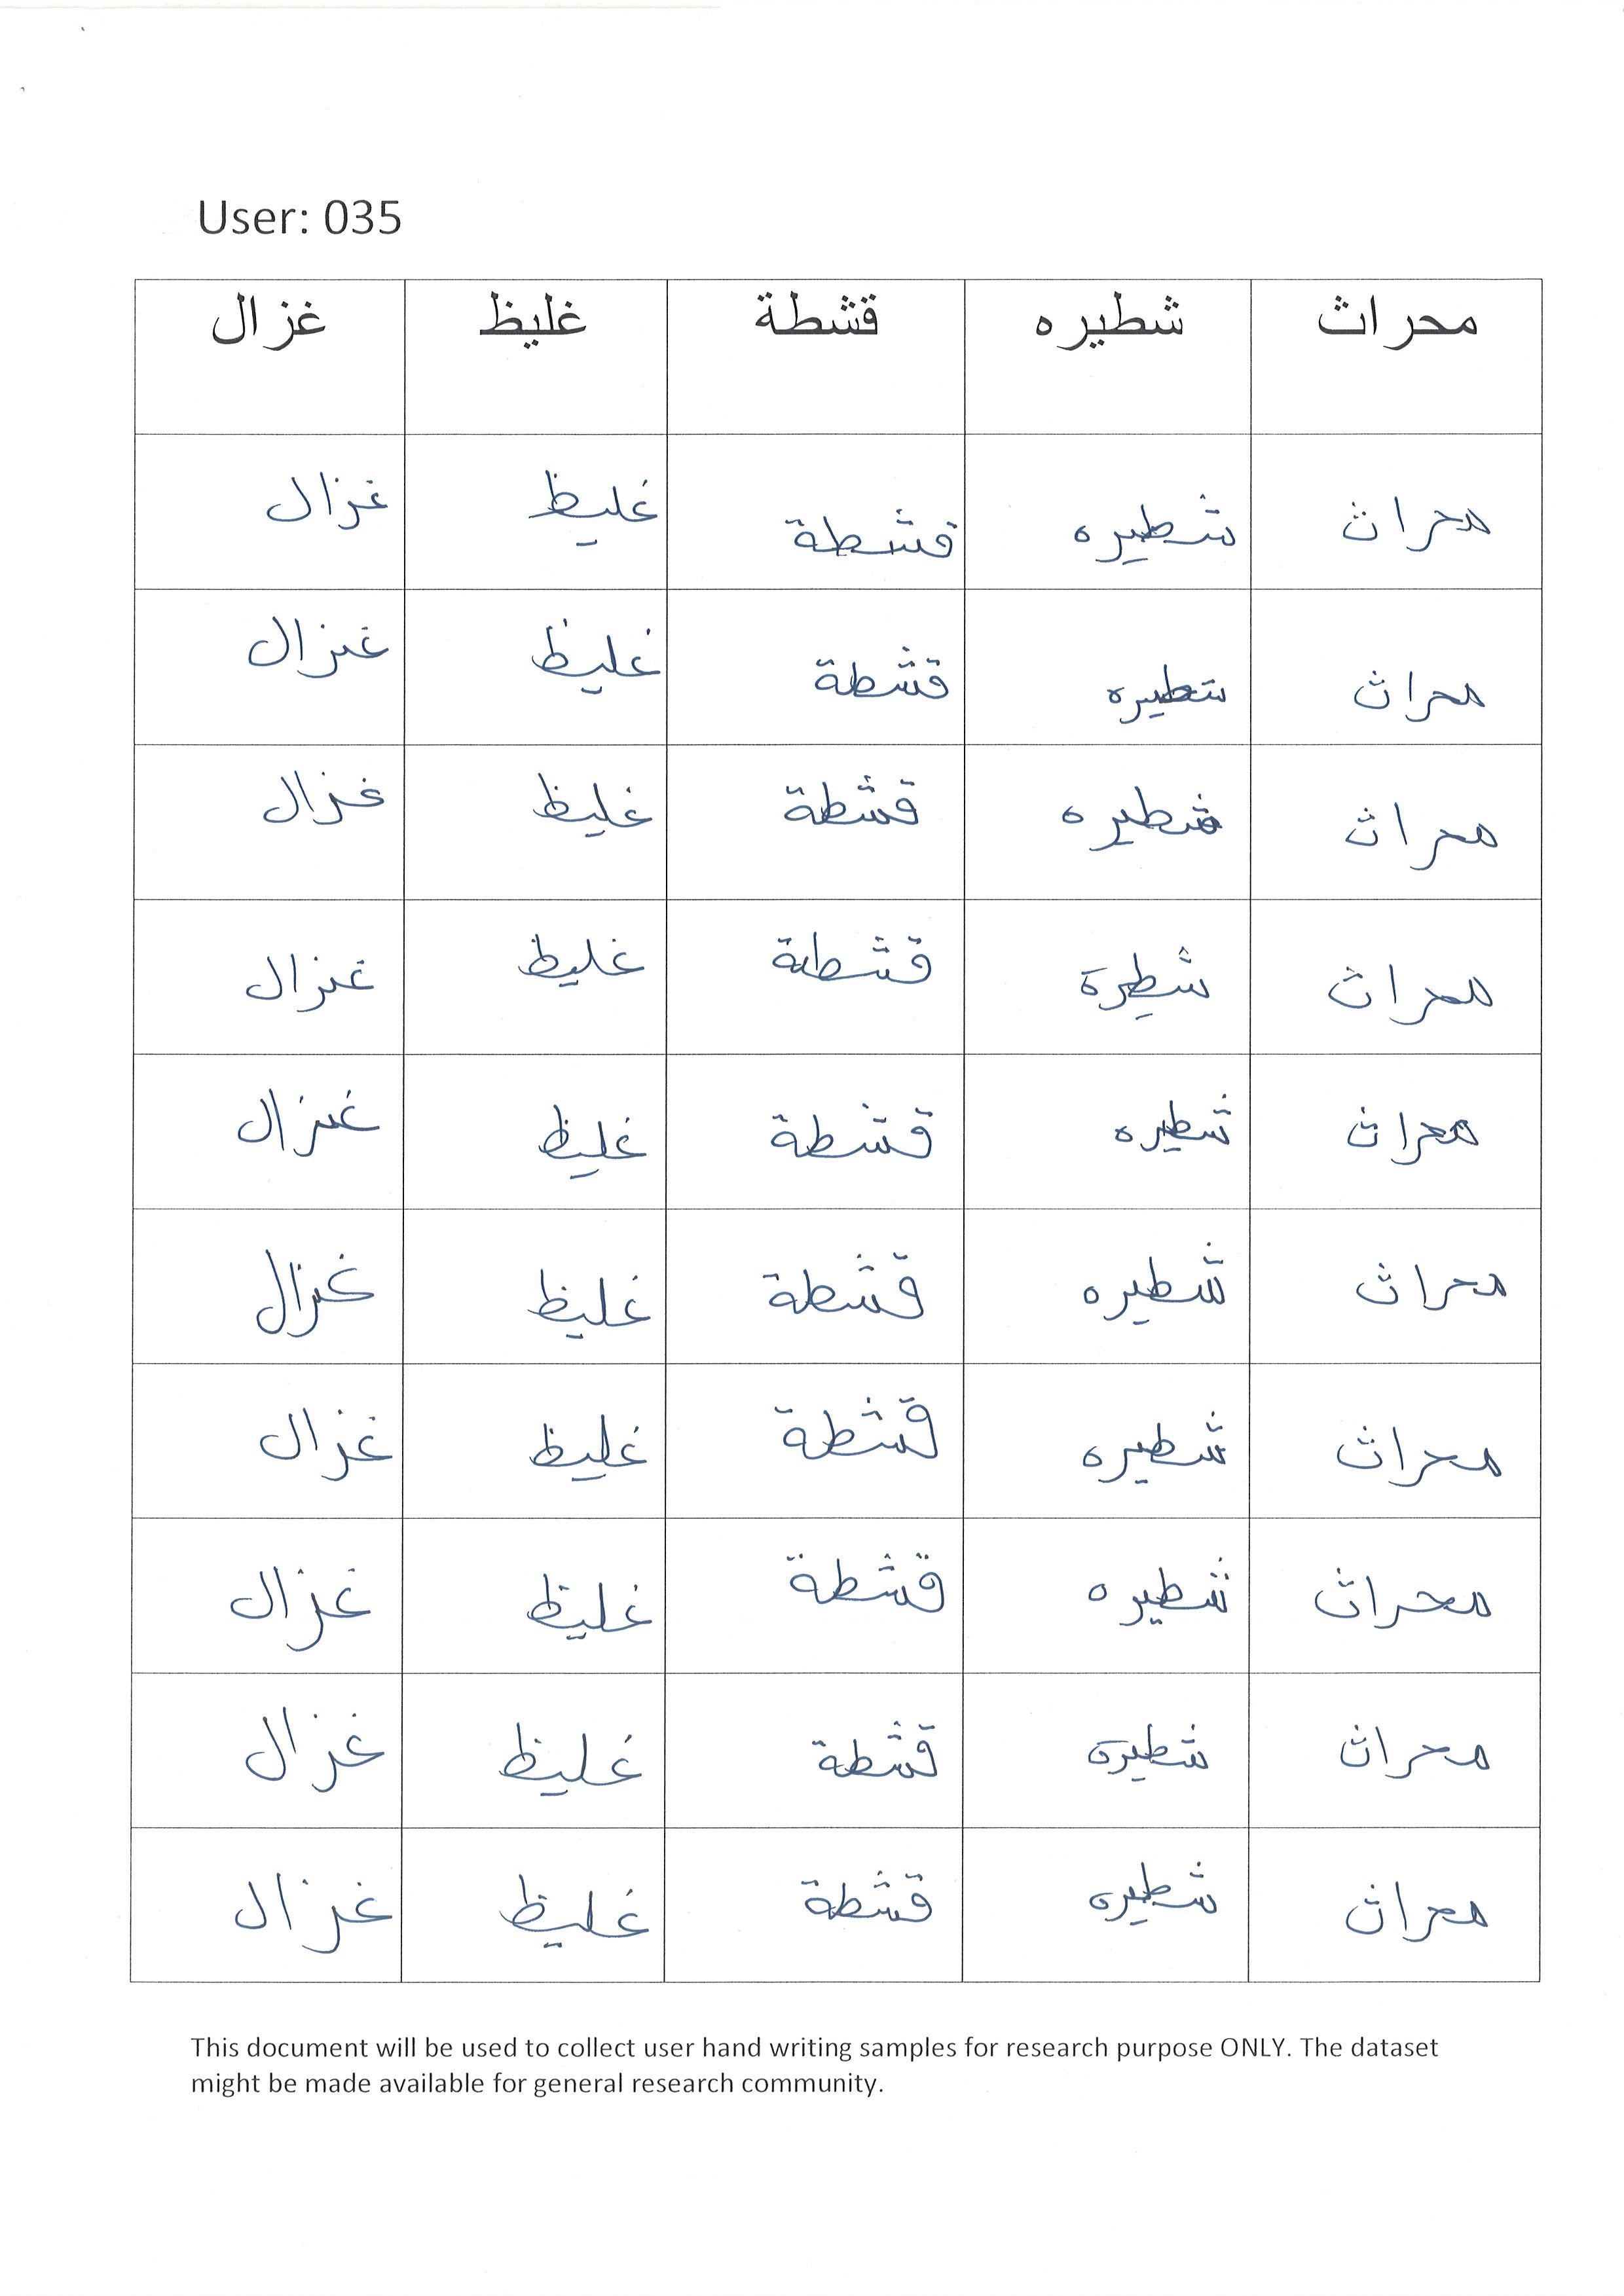 User: 035
محراث شطيره قشطة غليظ غزال
محراث شطيره قشطة غليظ غزال
محراث شطيره قشطة غليظ غزال
محراث شطيره قشطة غليظ غزال
محراث شطيرة قشطة غليظ غزال
محراث شطيره قشطة غليظ غزال
محراث شطيره قشطة غليظ غزال
محراث شطيره قشطة غليظ غزال
محراث شطيره قشطة غليظ غزال
محراث شطيرة قشطة غليظ غزال
محراث شطيره قشطة غليظ غزال
This document will be used to collect user hand writing samples for research purpose ONLY. The dataset
might be made available for general research community.